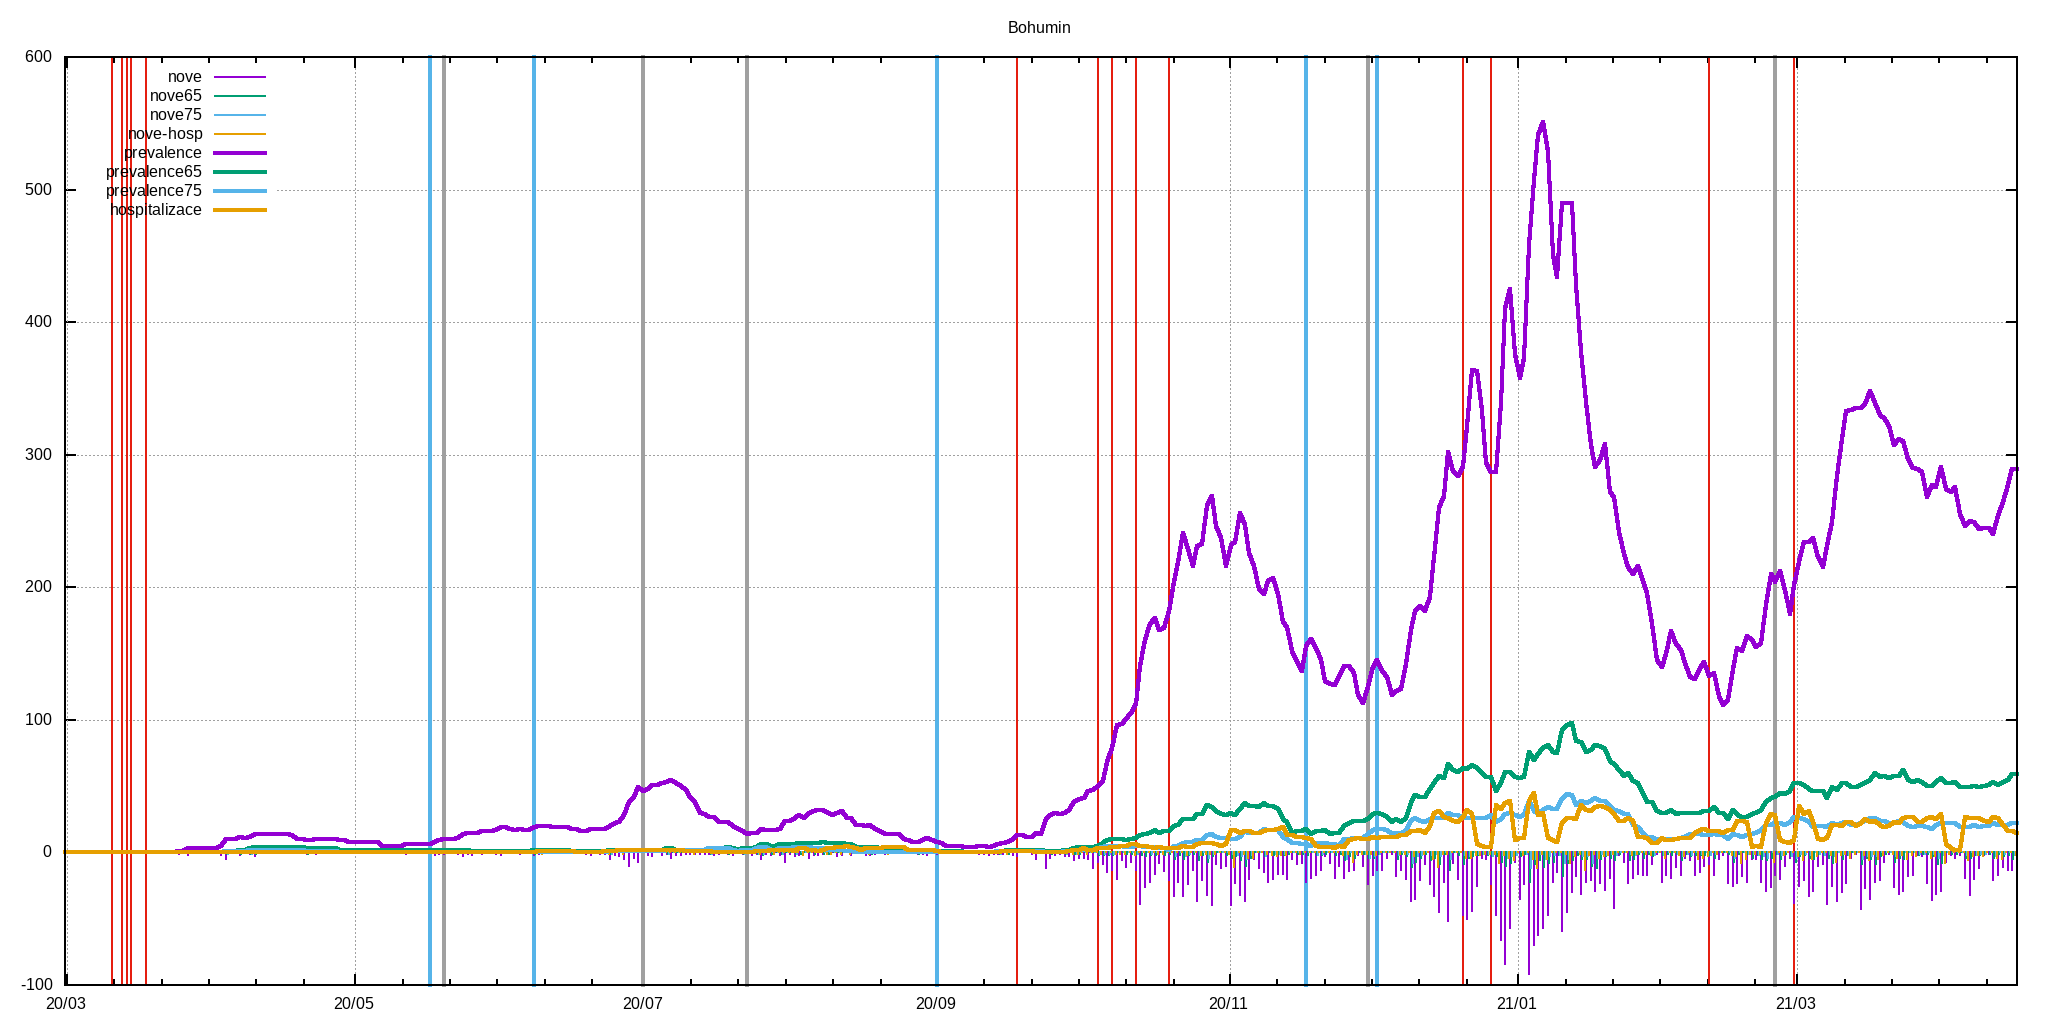 Bohumin
600
500
400
300
200
100
0
-100
nove
nove65
nove75
nove-hosp
prevalence
prevalence65
prevalence75
hospitalizace
20/03 20/05 20/07 20/09 20/11 21/01 21/03